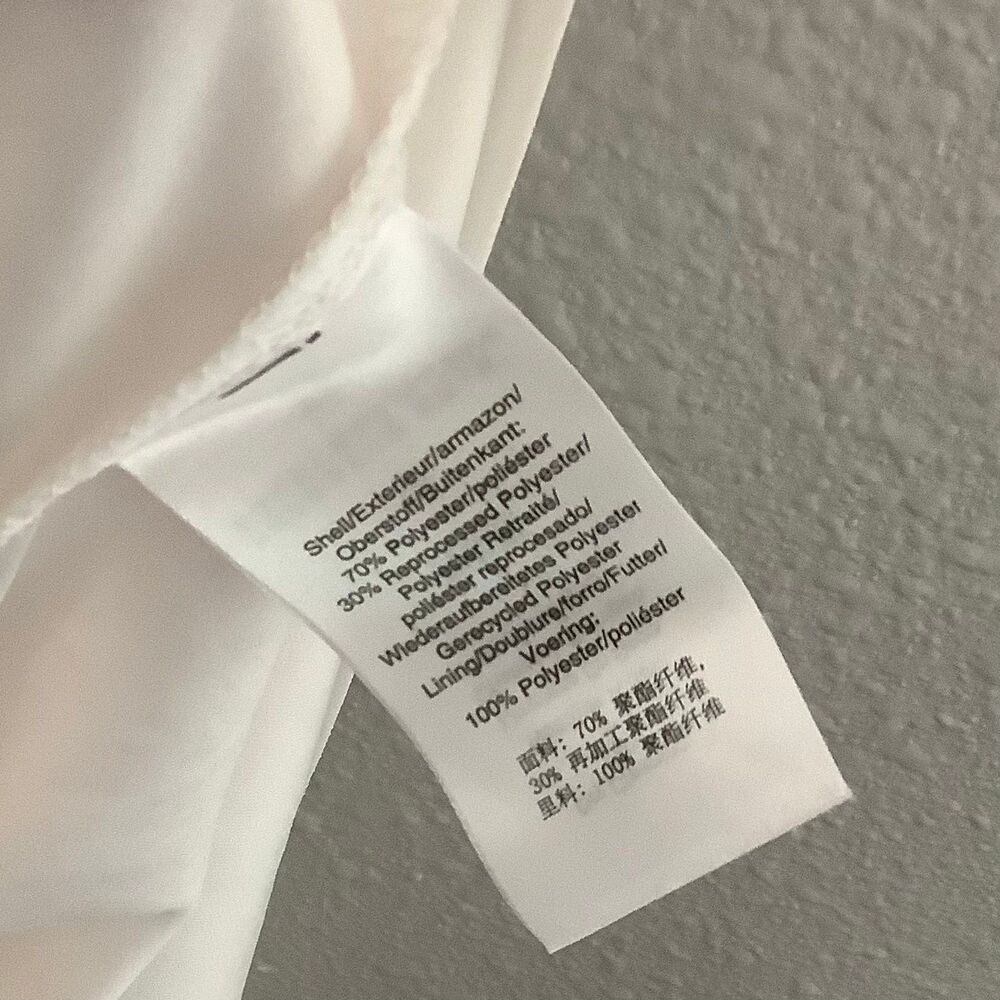 Shell/Exterieur/armazon/
Oberstoff/Buitenkant:
70% Polyester/poliéster
30% Reprocessed Polyester/
Polyester Retraité/
poliéster reprocesado/
Wiederaufbereitetes Polyester
Gerecycled Polyester
Lining/Doublure/forro/Futter/
Voering:
100% Polyester/poliéster
面料: 70% 聚酯纤维,
30% 再加工聚酯纤维
里料: 100% 聚酯纤维